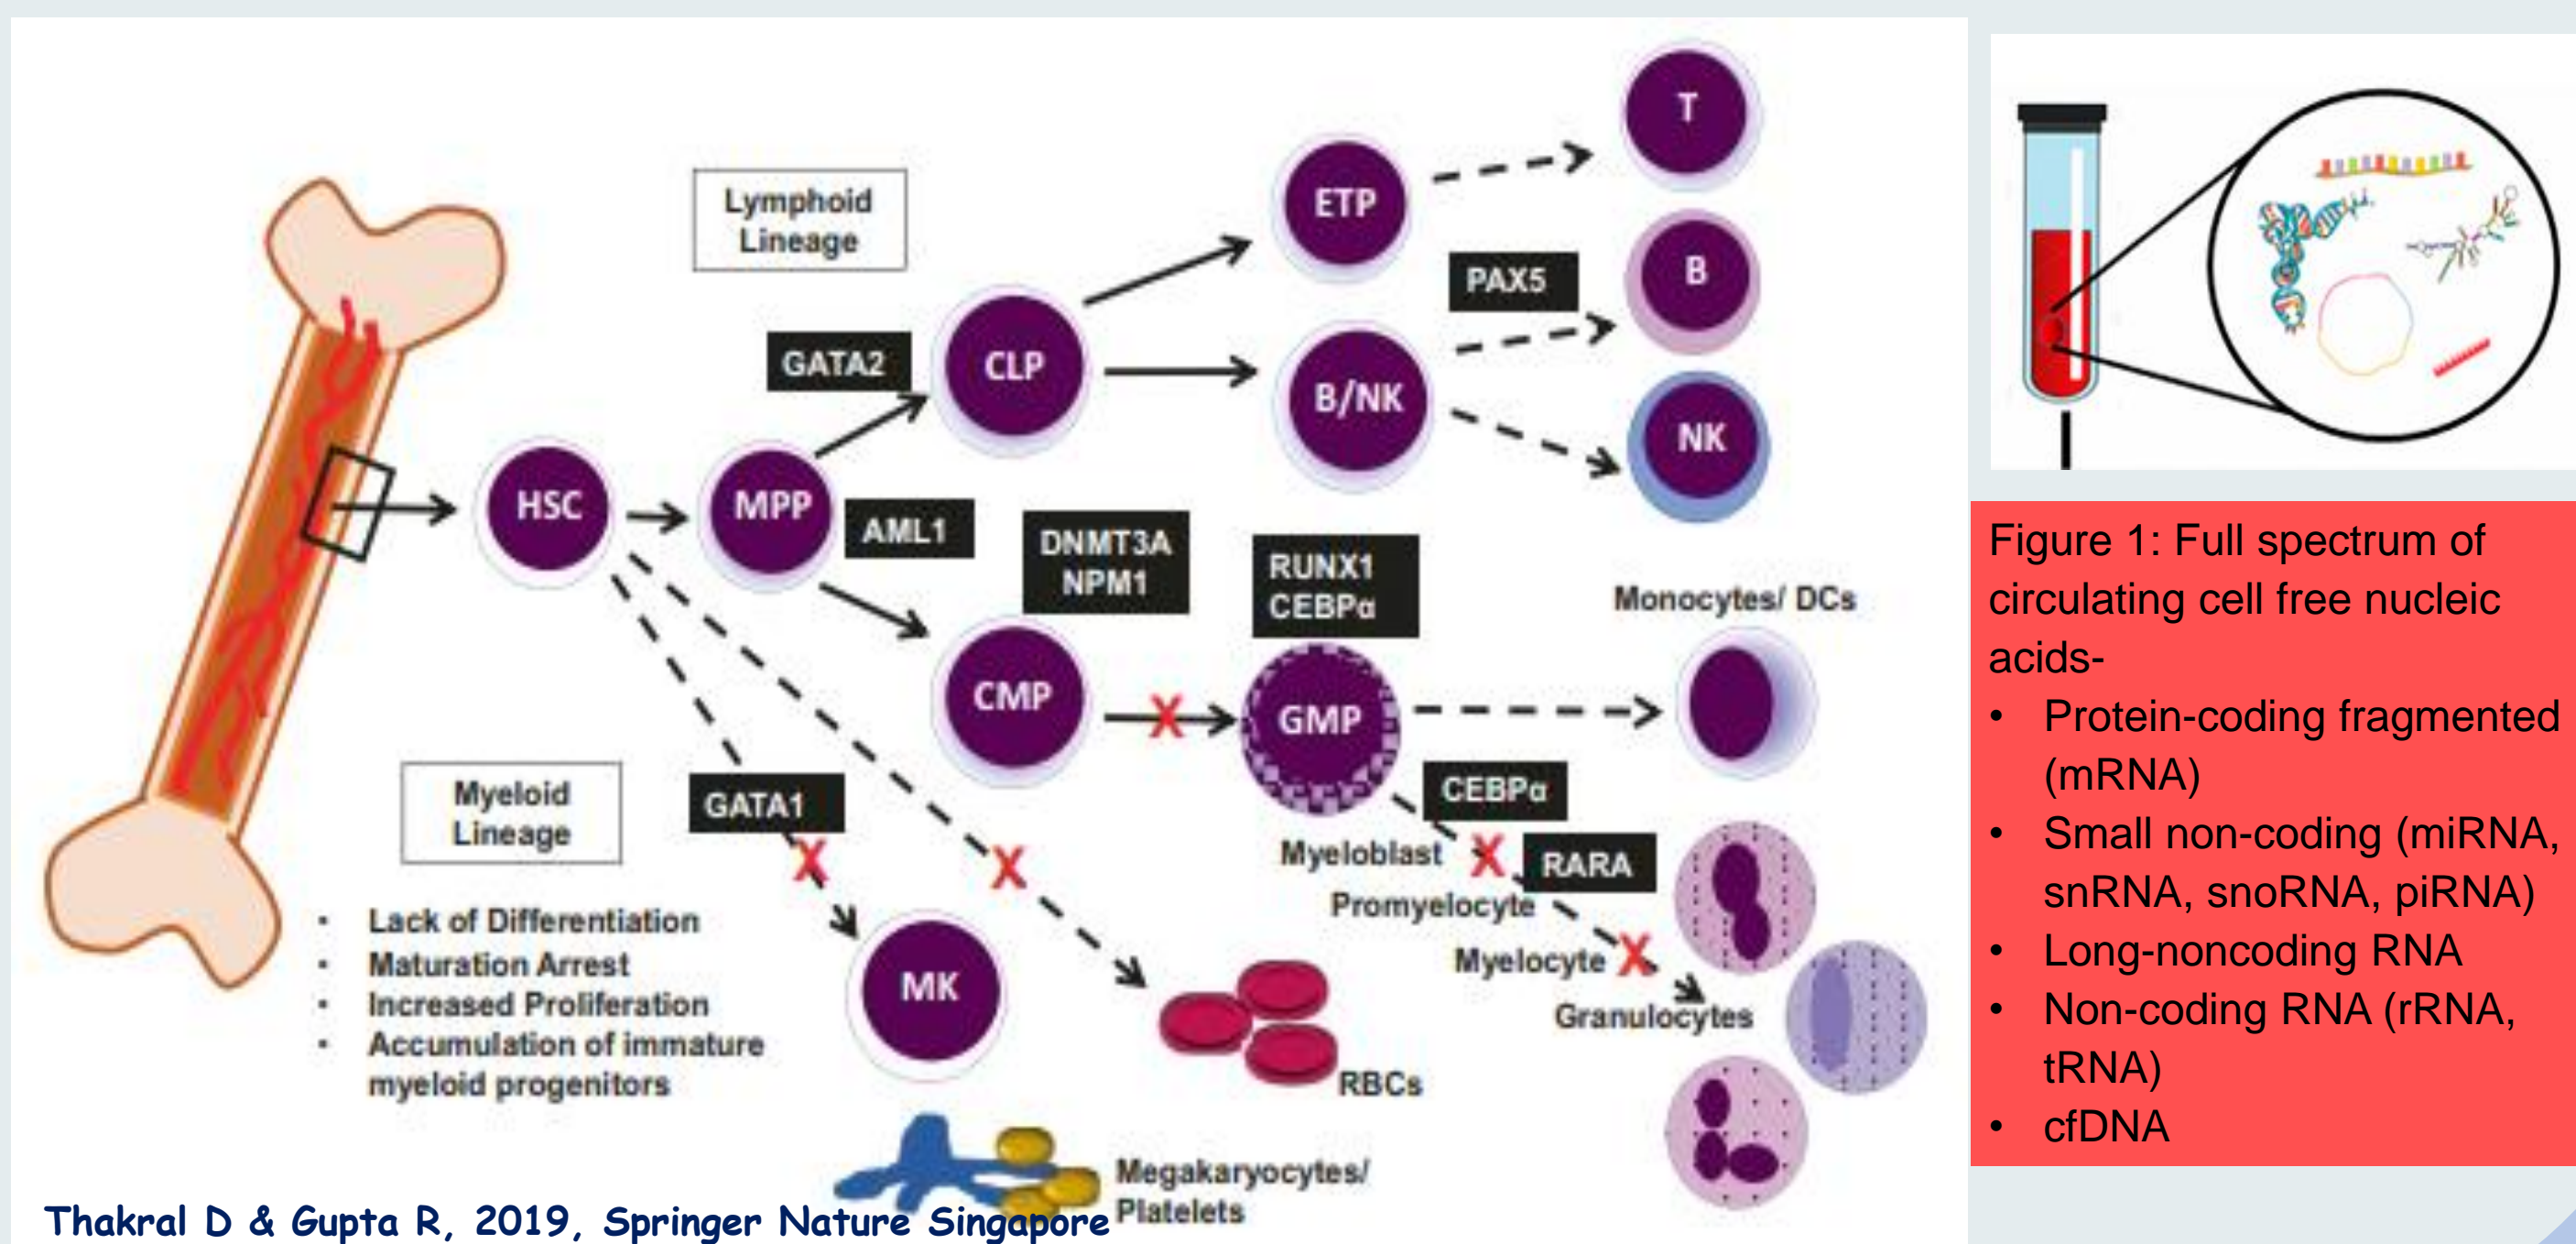 T
Lymphoid
Lineage
ETP
PAX5
B
GATA2
CLP
B/NK
NK
HSC
MPP
AML1
DNMT3A
NPM1
RUNX1
CEBPα
Monocytes/ DCs
CMP
X
GMP
Myeloid
Lineage
GATA1
CEBPα
X
X
Myeloblast
X
RARA
Promyelocyte
Myelocyte
X
Granulocytes
• Lack of Differentiation
• Maturation Arrest
• Increased Proliferation
• Accumulation of immature
myeloid progenitors
MK
RBCs
Megakaryocytes/
Platelets
Thakral D & Gupta R, 2019, Springer Nature Singapore
Figure 1: Full spectrum of
circulating cell free nucleic
acids-
• Protein-coding fragmented
(mRNA)
• Small non-coding (miRNA,
snRNA, snoRNA, piRNA)
• Long-noncoding RNA
• Non-coding RNA (rRNA,
tRNA)
• cfDNA